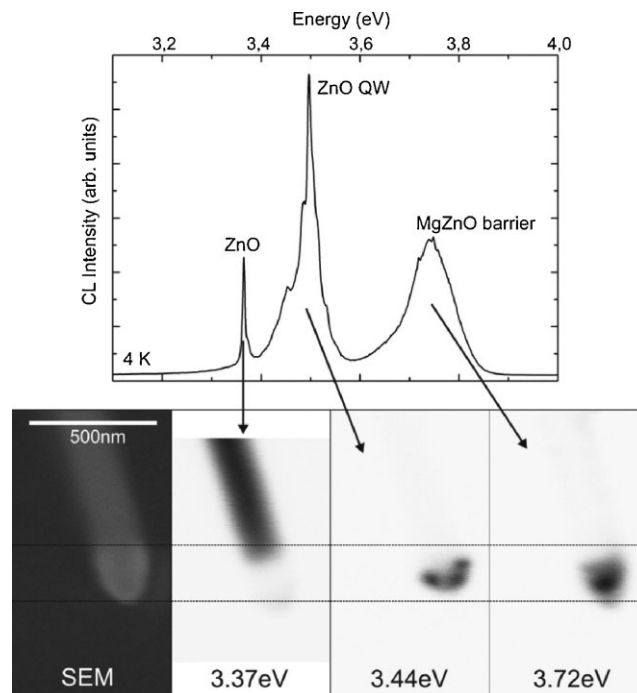 Energy (eV)
3,2 3,4 3,6 3,8 4,0
ZnO QW
CL Intensity (arb. units)
MgZnO barrier
ZnO
4 K
500nm
SEM 3.37eV 3.44eV 3.72eV